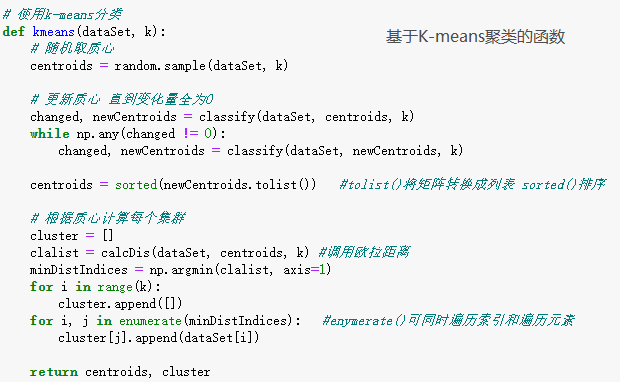 # 使用k-means分类
def kmeans(dataSet, k):
基于K-means聚类的函数
    # 随机取质心
    centroids = random.sample(dataSet, k)
    # 更新质心 直到变化量全为0
    changed, newCentroids = classify(dataSet, centroids, k)
    while np.any(changed != 0):
        changed, newCentroids = classify(dataSet, newCentroids, k)
    centroids = sorted(newCentroids.tolist())   #tolist()将矩阵转换成列表 sorted()排序
    # 根据质心计算每个集群
    cluster = []
    clalist = calcDis(dataSet, centroids, k) #调用欧拉距离
    minDistIndices = np.argmin(clalist, axis=1)
    for i in range(k):
        cluster.append([])
    for i, j in enumerate(minDistIndices):   #enymerate()可同时遍历索引和遍历元素
        cluster[j].append(dataSet[i])
    return centroids, cluster